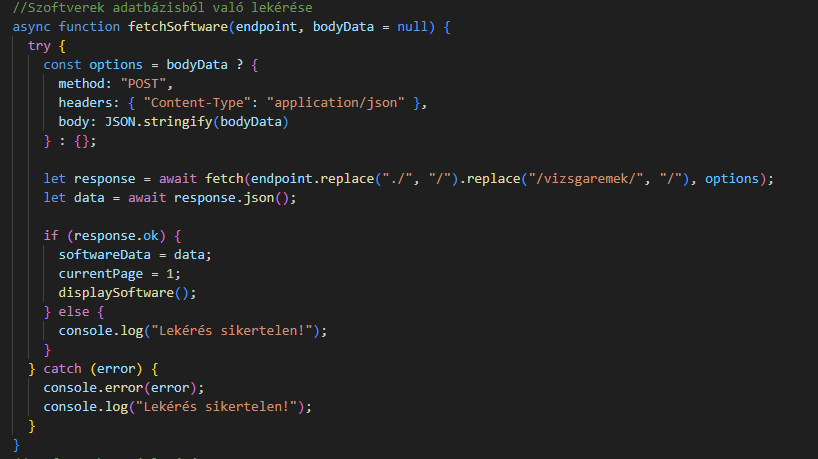 //Szoftverek adatbázisból való lekérése
async function fetchSoftware(endpoint, bodyData = null) {
  try {
    const options = bodyData ? {
      method: "POST",
      headers: { "Content-Type": "application/json" },
      body: JSON.stringify(bodyData)
    } : {};

    let response = await fetch(endpoint.replace("./", "/").replace("/vizsgaremek/", "/"), options);
    let data = await response.json();

    if (response.ok) {
      softwareData = data;
      currentPage = 1;
      displaySoftware();
    } else {
      console.log("Lekérés sikertelen!");
    }
  } catch (error) {
    console.error(error);
    console.log("Lekérés sikertelen!");
  }
}